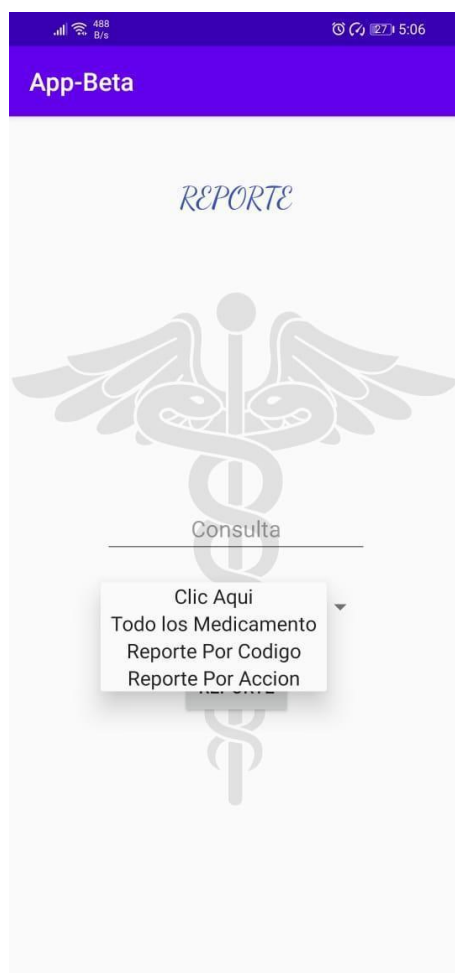 488
B/s
27 5:06
App-Beta
REPORTE
Consulta
Clic Aqui
Todo los Medicamento
Reporte Por Codigo
Reporte Por Accion
REPORTE